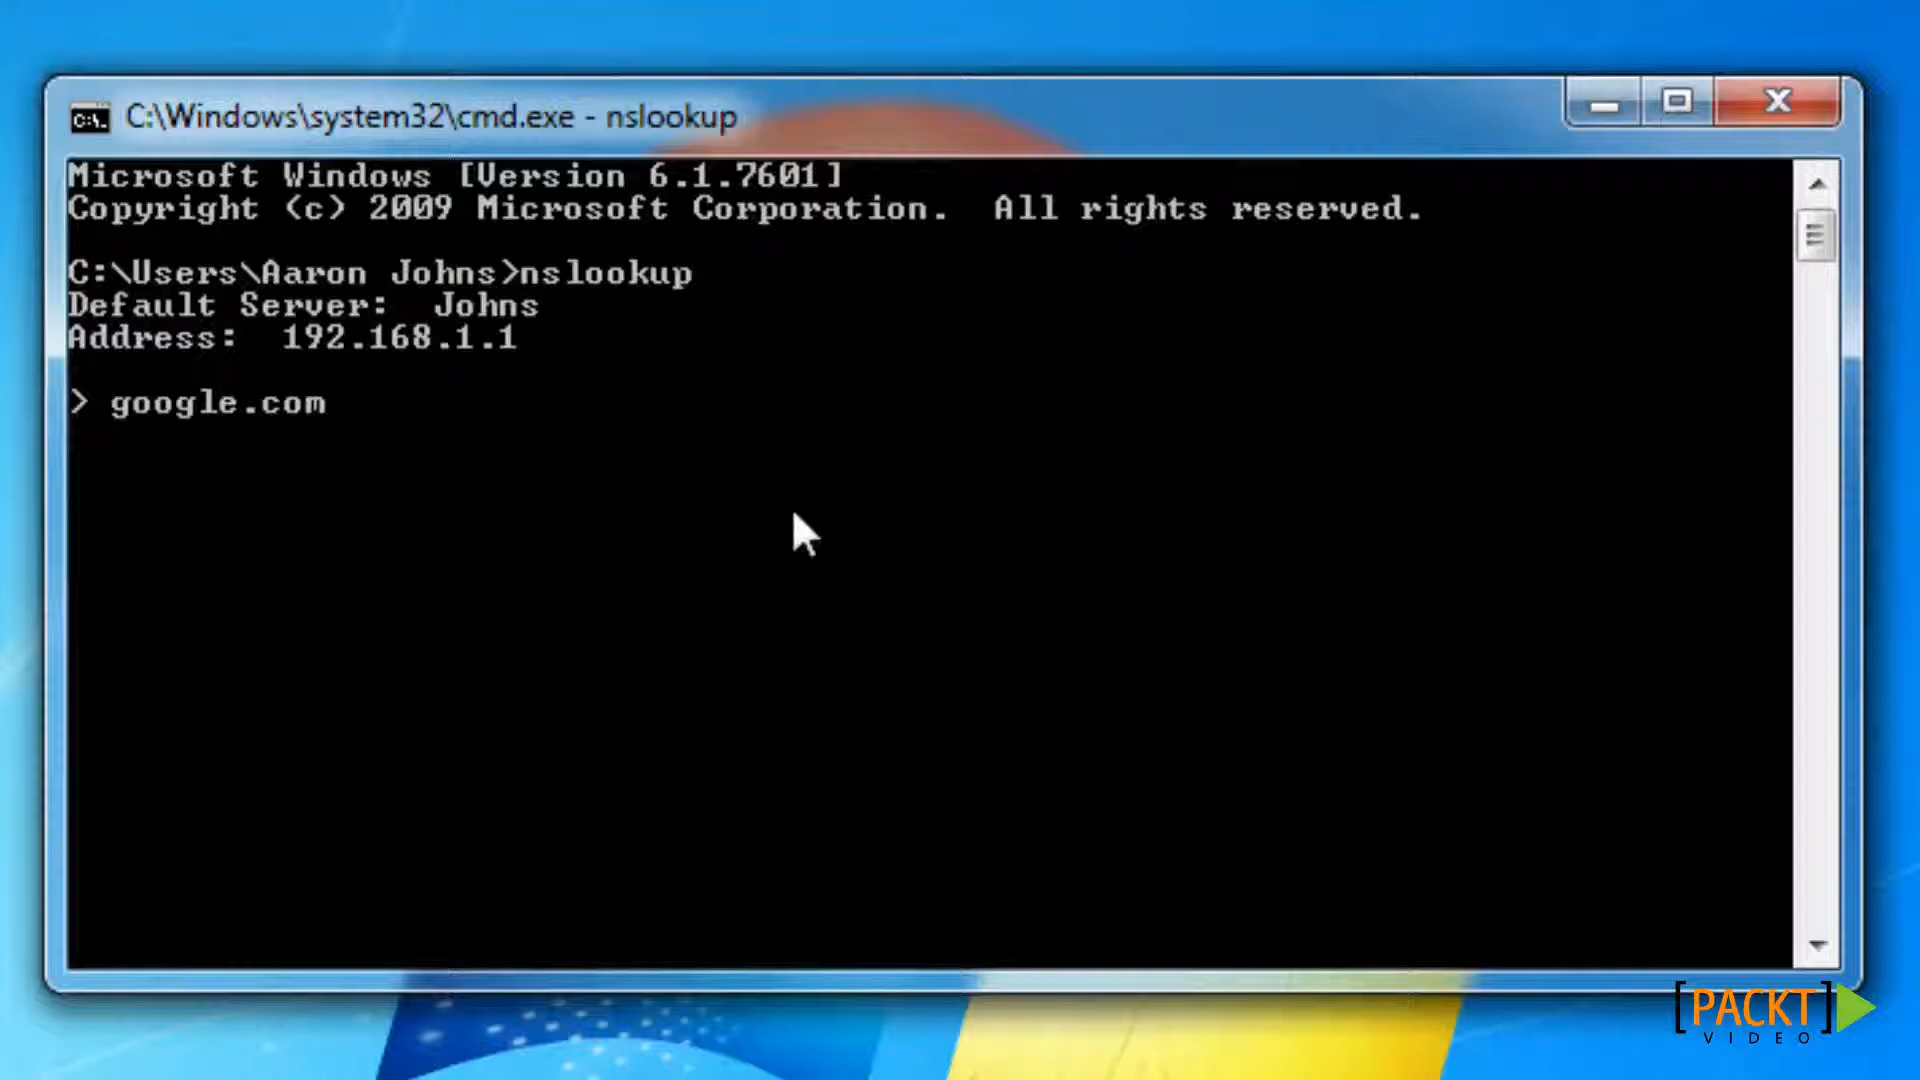 C:\Windows\system32\cmd.exe - nslookup
Microsoft Windows [Version 6.1.7601]
Copyright (c) 2009 Microsoft Corporation.  All rights reserved.
C:\Users\Aaron Johns>nslookup
Default Server:  Johns
Address:  192.168.1.1
> google.com
[PACKT]
VIDEO